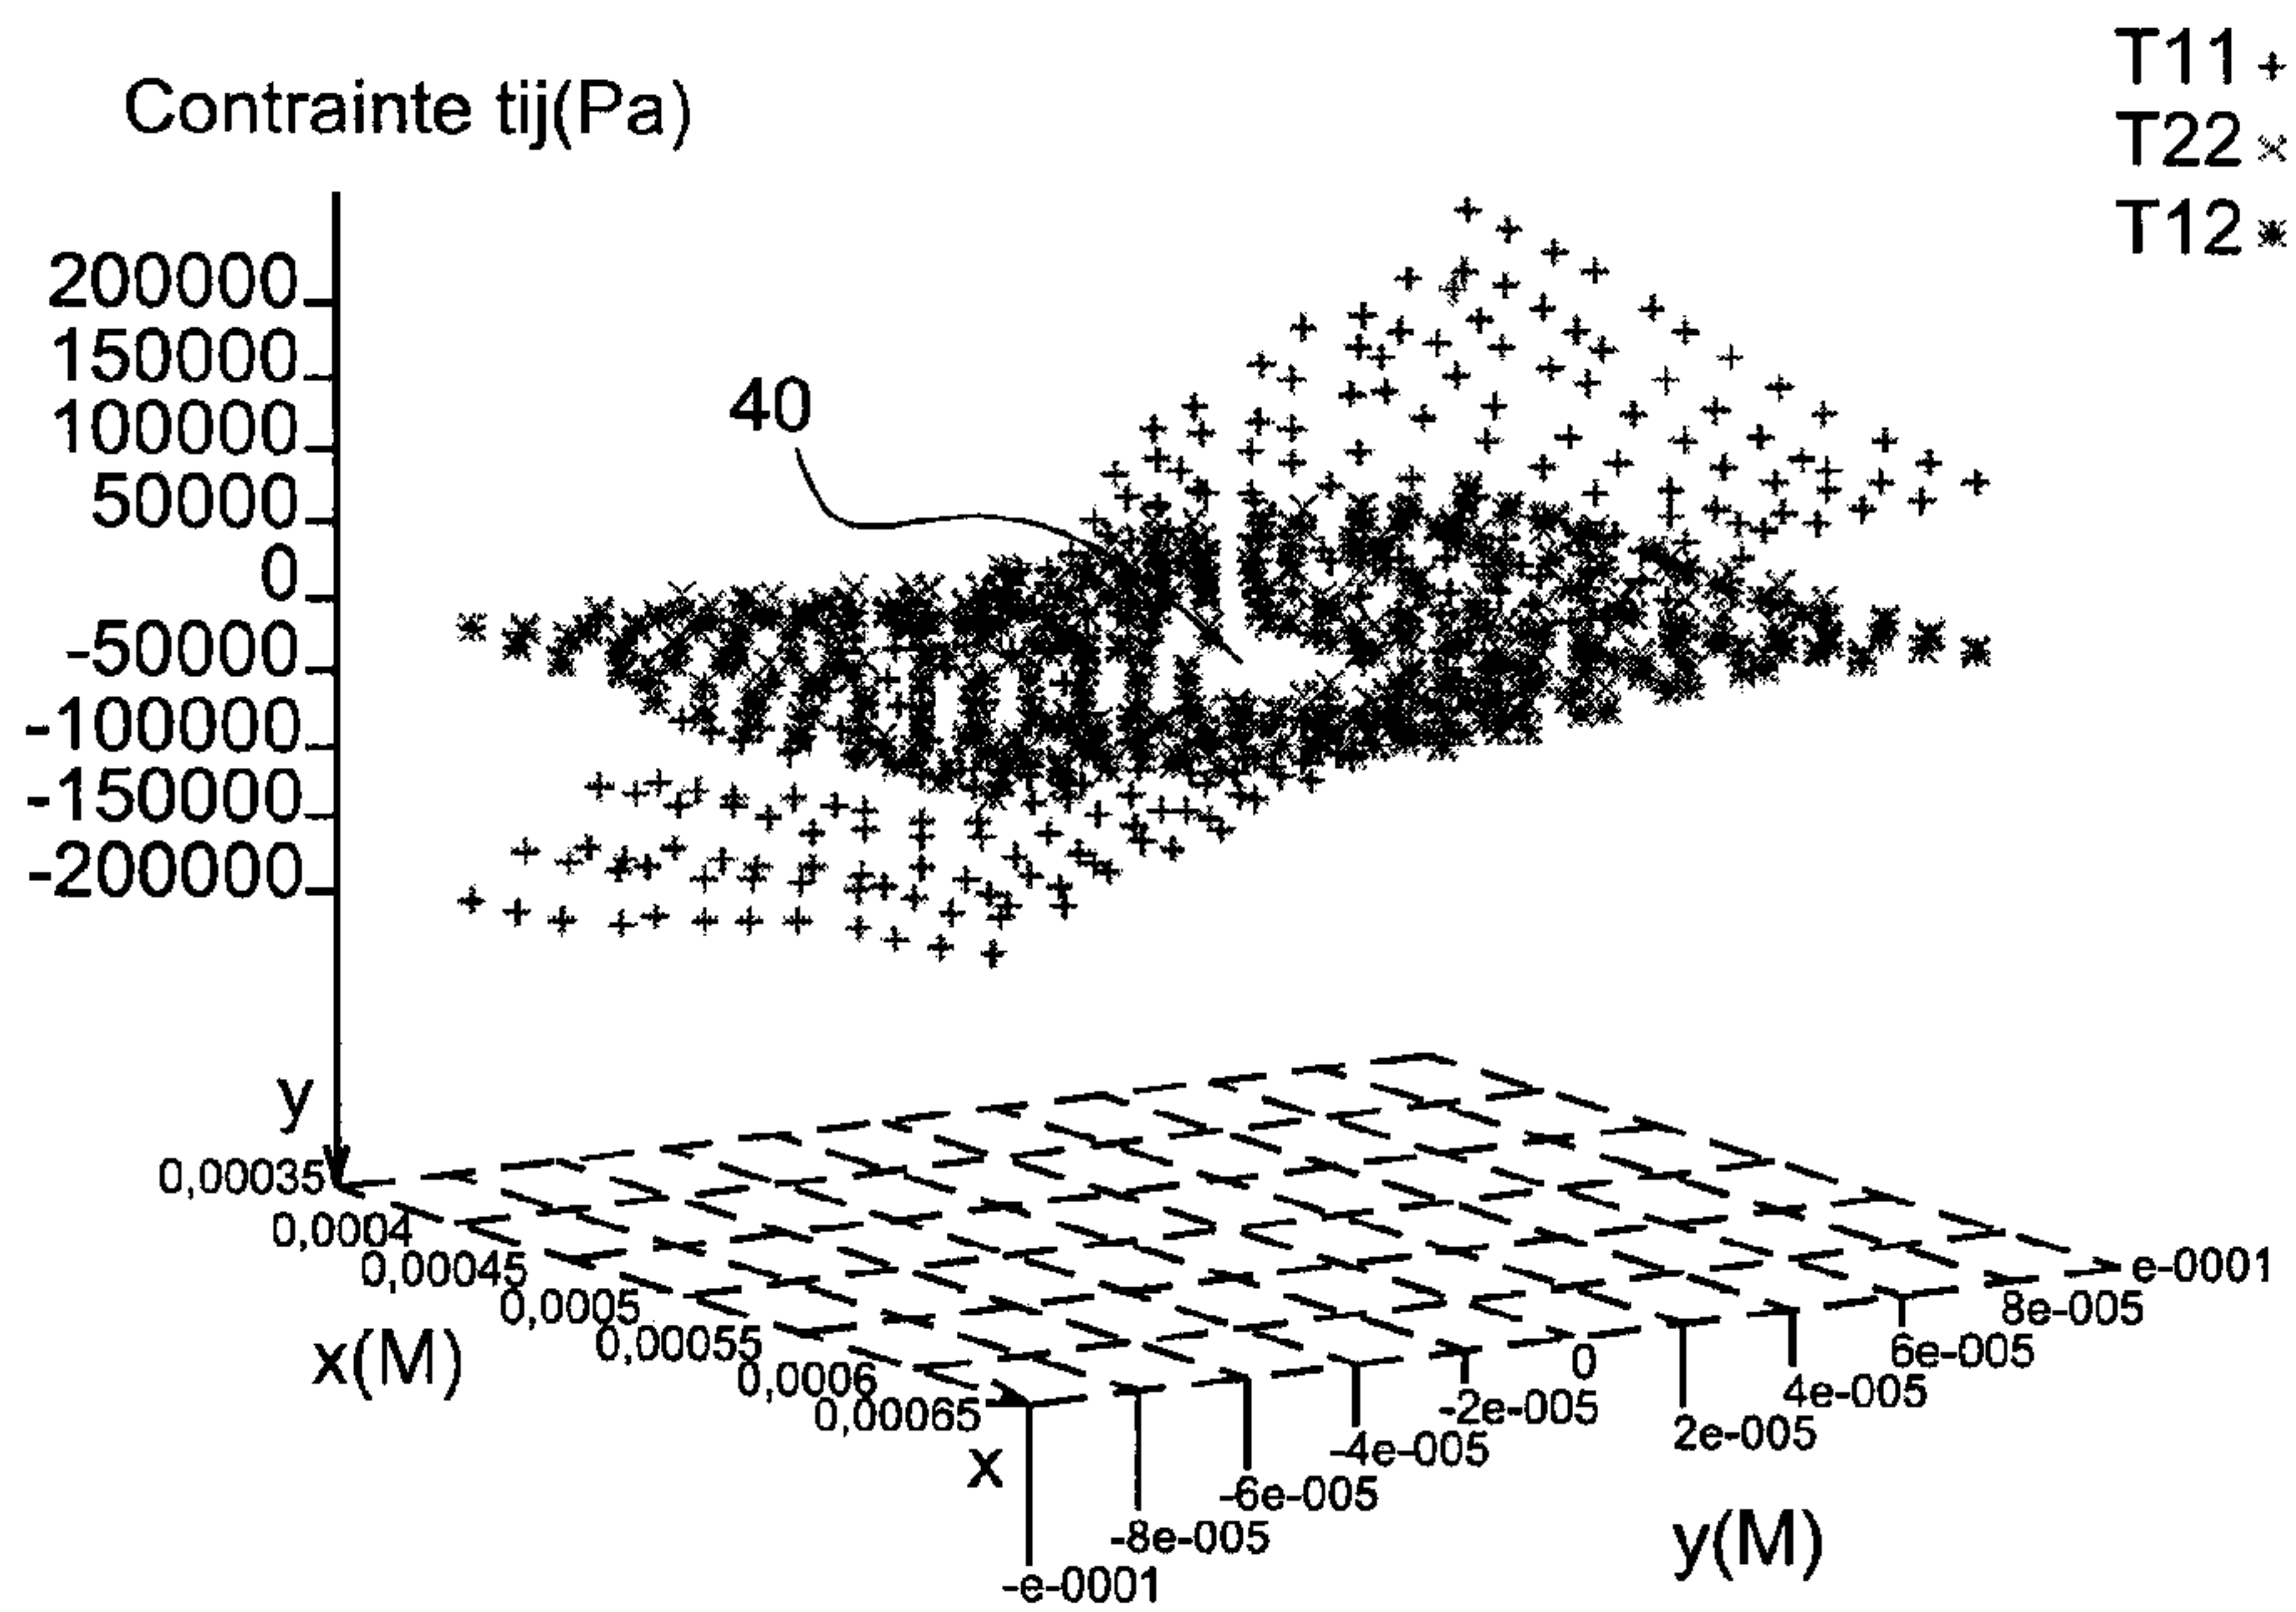 Contrainte tij(Pa)
T11
T22
T12
200000
150000
100000
50000
0
-50000
-100000
-150000
-200000
40
y
0,00035
0,0004
0,00045
0,0005
0,00055
0,0006
0,00065
x(M)
x
-e-0001
-8e-005
-6e-005
-4e-005
-2e-005
0
2e-005
4e-005
6e-005
8e-005
e-0001
y(M)